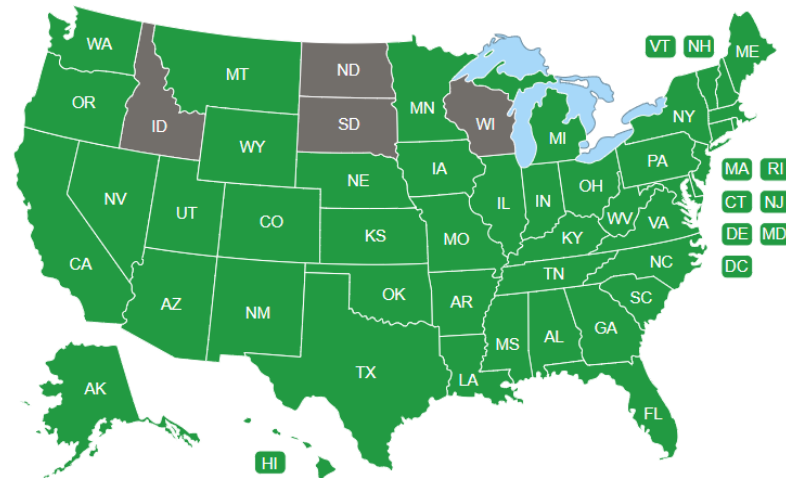 VT NH
WA
ME
MT
ND
OR
MN
ID
SD
WI
NY
WY
MI
IA
PA
NE
MA RI
NV
OH
IL
IN
UT
CO
WV
CT NJ
VA
KS
MO
KY
DE MD
CA
NC
DC
TN
OK
AZ
NM
AR
SC
GA
MS
AL
TX
LA
AK
FL
HI